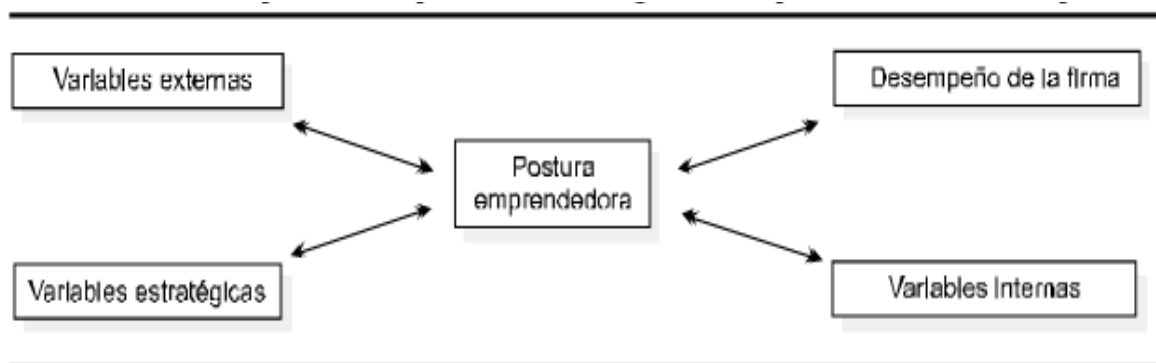 Variables externas
Desempeño de la firma
Postura
emprendedora
Variables estratégicas
Variables Internas